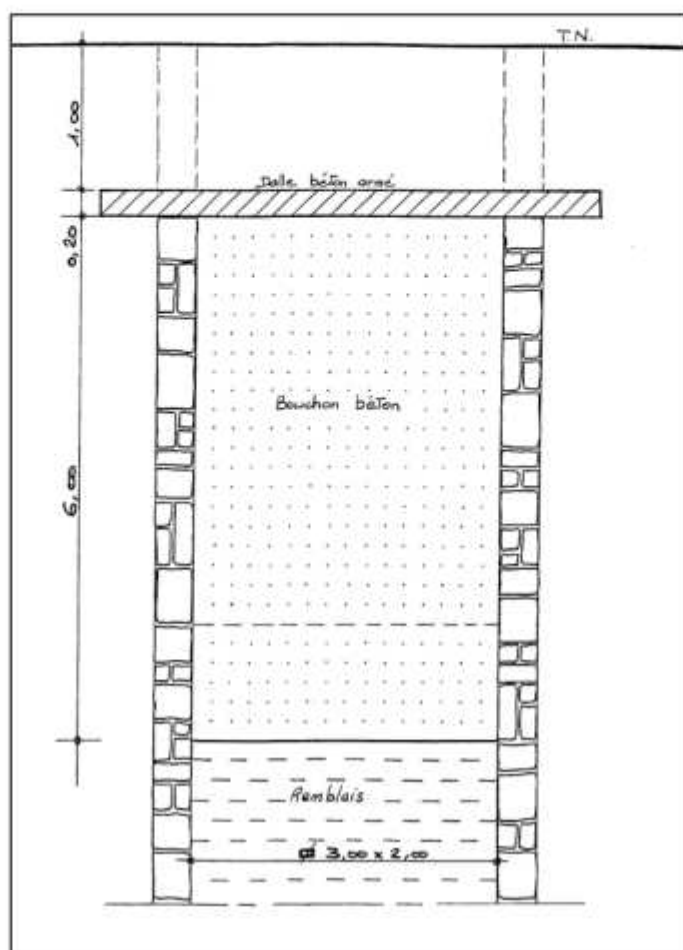 T.N.
1,00
Dalle béton armé
0,20
Bouchon béton
6,00
Remblais
3,00 x 2,00